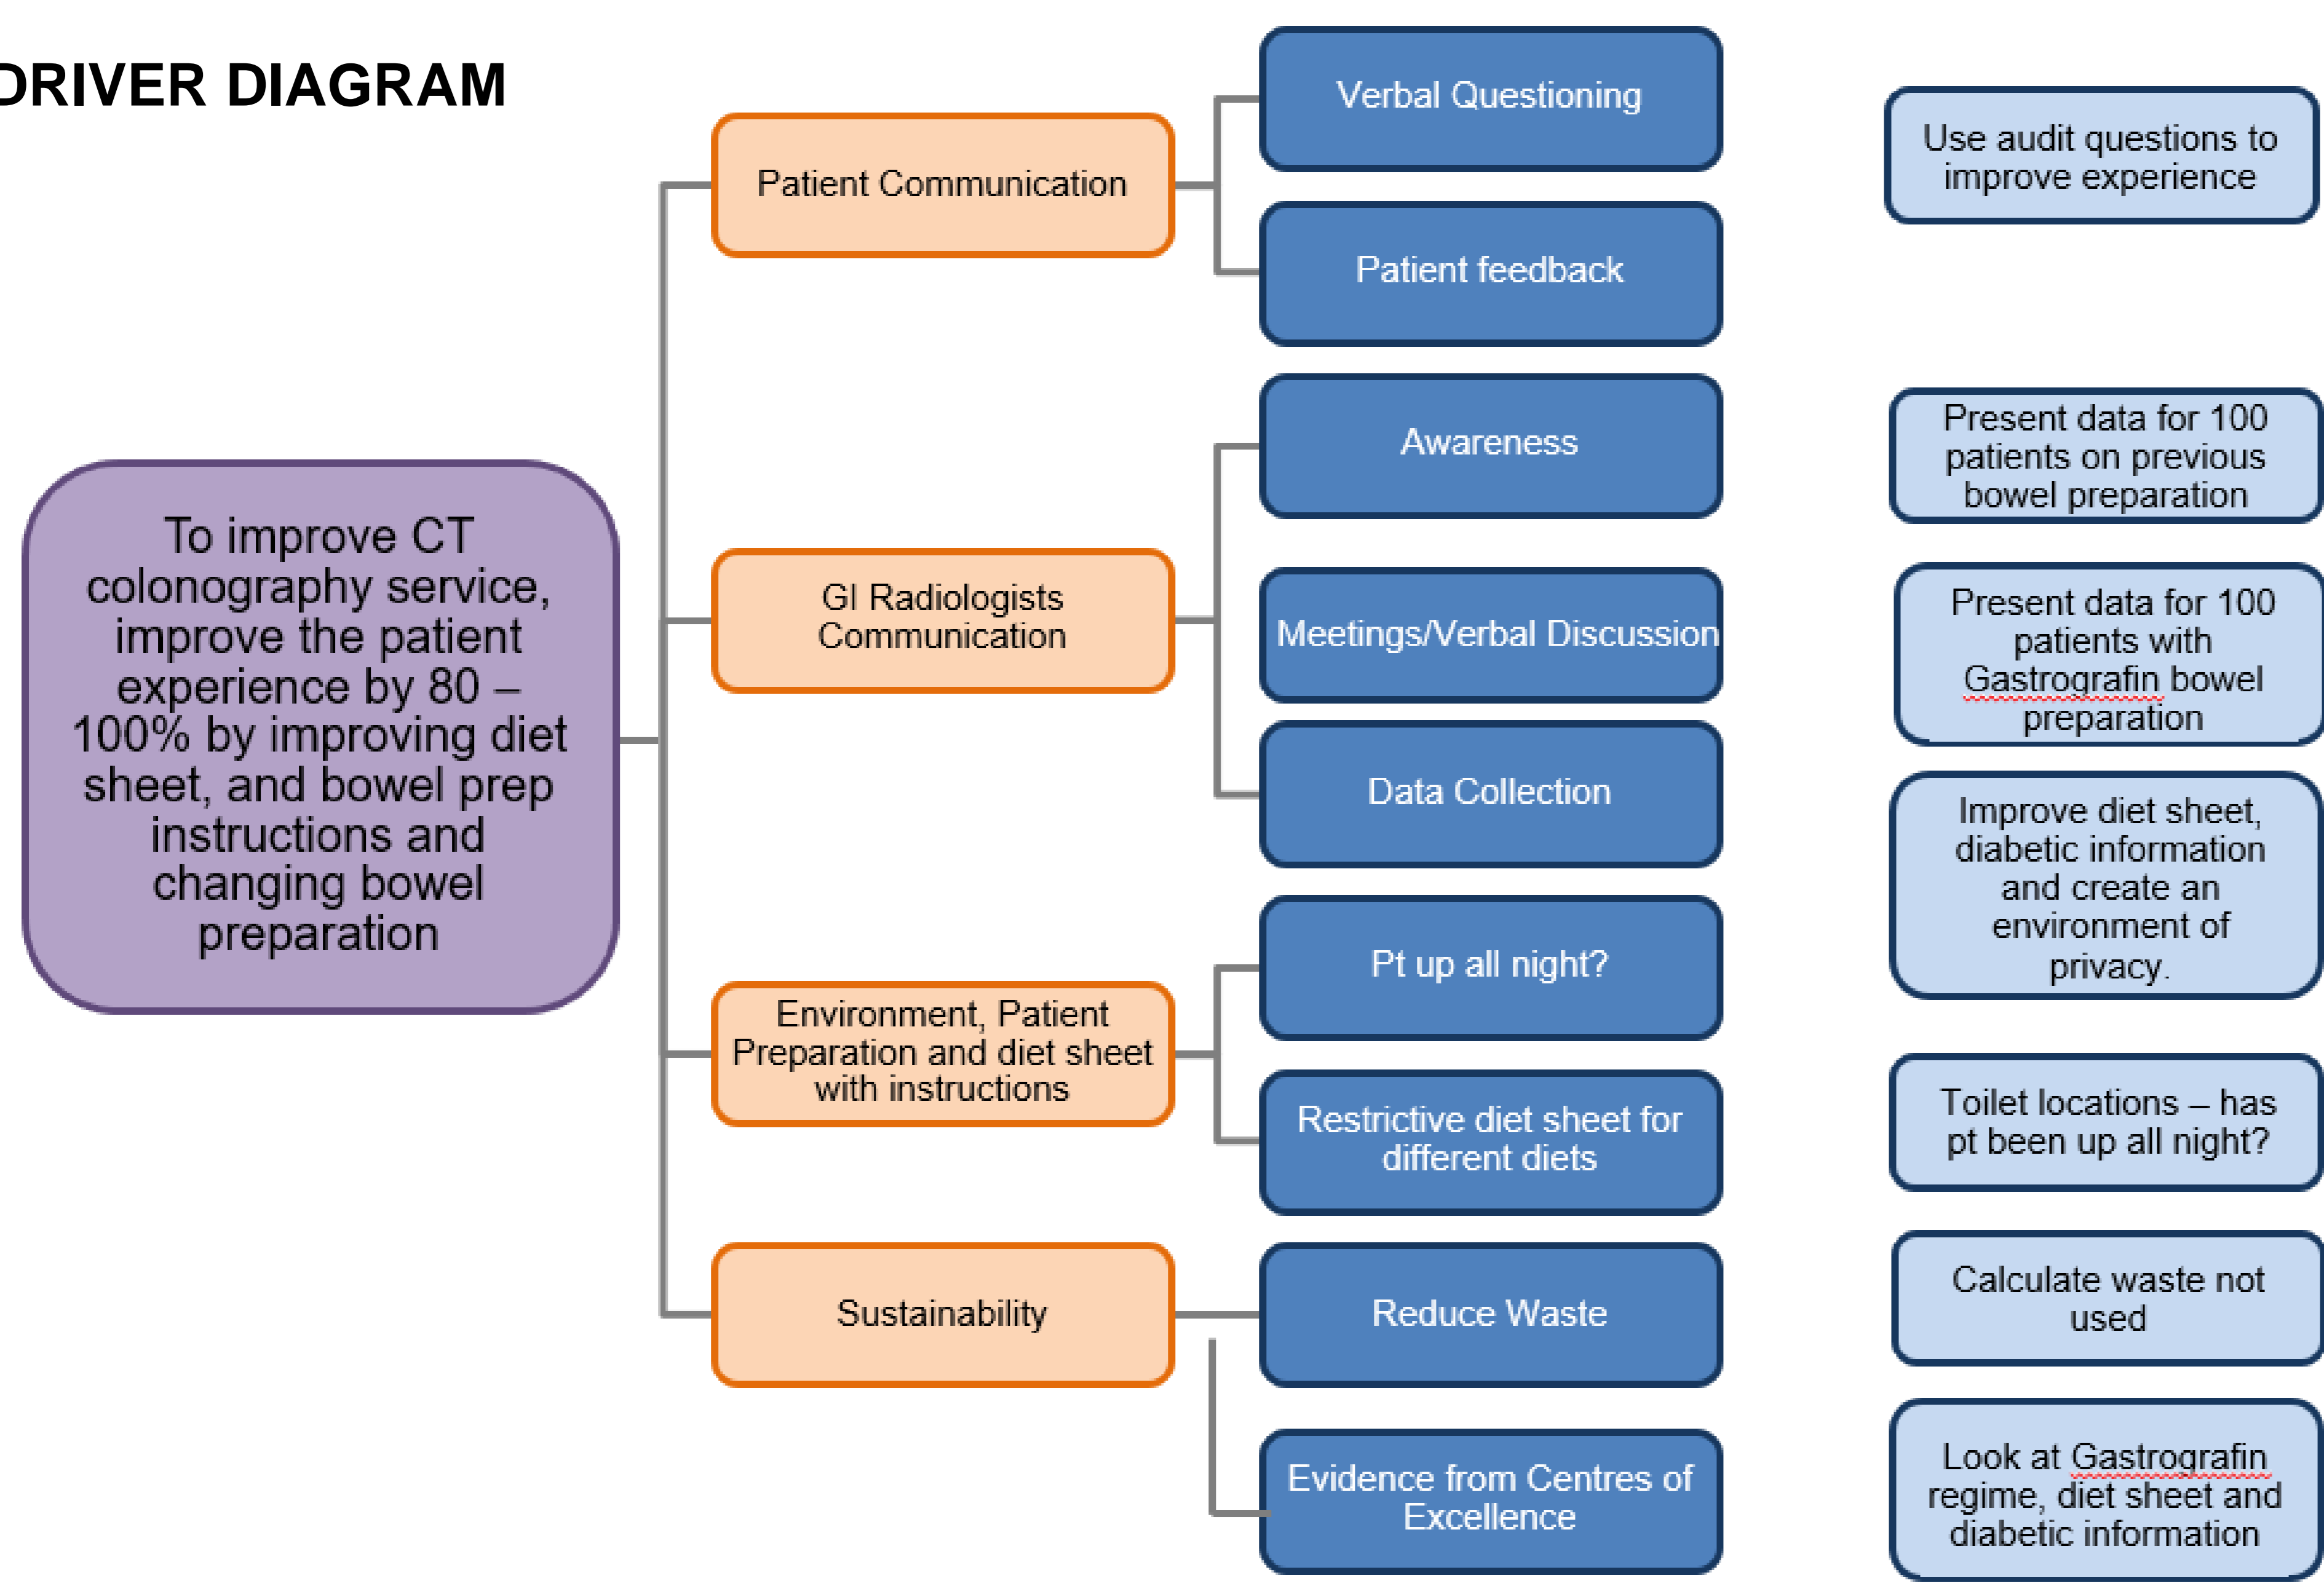 DRIVER DIAGRAM
To improve CT
colonography service,
improve the patient
experience by 80 –
100% by improving diet
sheet, and bowel prep
instructions and
changing bowel
preparation
Patient Communication
GI Radiologists
Communication
Environment, Patient
Preparation and diet sheet
with instructions
Sustainability
Verbal Questioning
Patient feedback
Awareness
Meetings/Verbal Discussion
Data Collection
Pt up all night?
Restrictive diet sheet for
different diets
Reduce Waste
Evidence from Centres of
Excellence
Use audit questions to
improve experience
Present data for 100
patients on previous
bowel preparation
Present data for 100
patients with
Gastrografin bowel
preparation
Improve diet sheet,
diabetic information
and create an
environment of
privacy.
Toilet locations – has
pt been up all night?
Calculate waste not
used
Look at Gastrografin
regime, diet sheet and
diabetic information